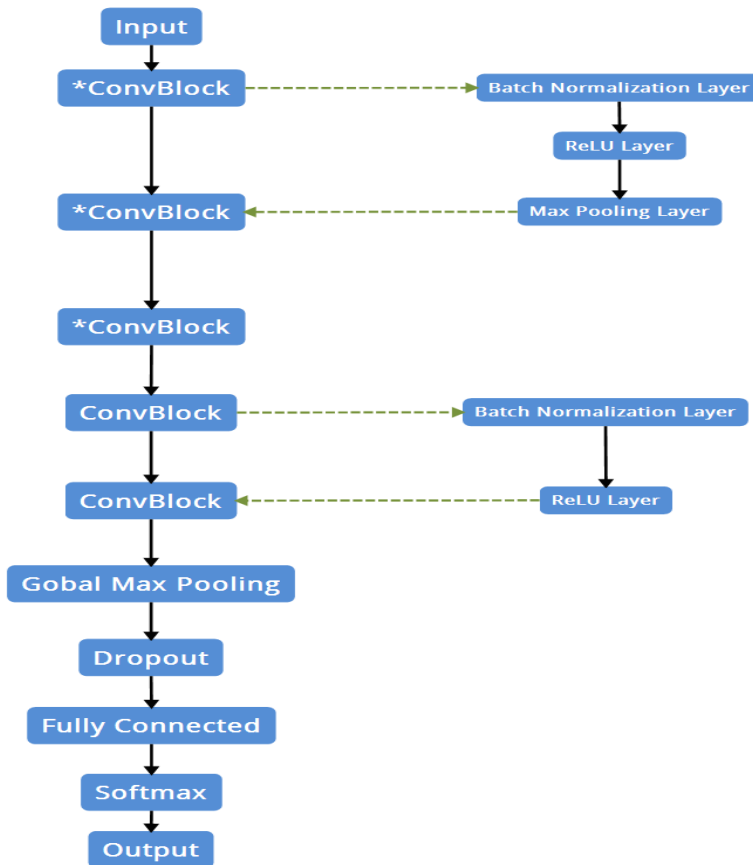 Input
*ConvBlock
Batch Normalization Layer
ReLU Layer
*ConvBlock
Max Pooling Layer
*ConvBlock
ConvBlock
Batch Normalization Layer
ConvBlock
ReLU Layer
Gobal Max Pooling
Dropout
Fully Connected
Softmax
Output